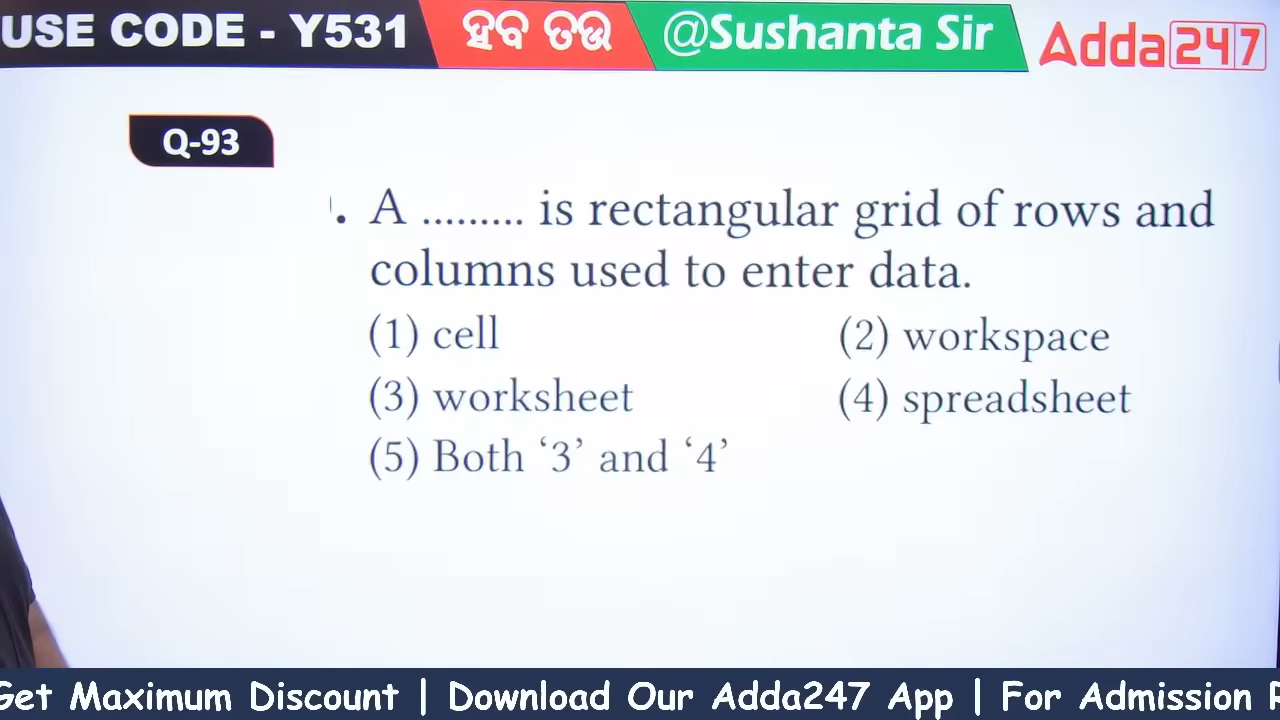 USE CODE - Y531 ହବ ତଉ @Sushanta Sir Adda247
Q-93
. A ......... is rectangular grid of rows and
columns used to enter data.
(1) cell (2) workspace
(3) worksheet (4) spreadsheet
(5) Both ‘3’ and ‘4’
Get Maximum Discount | Download Our Adda247 App | For Admission